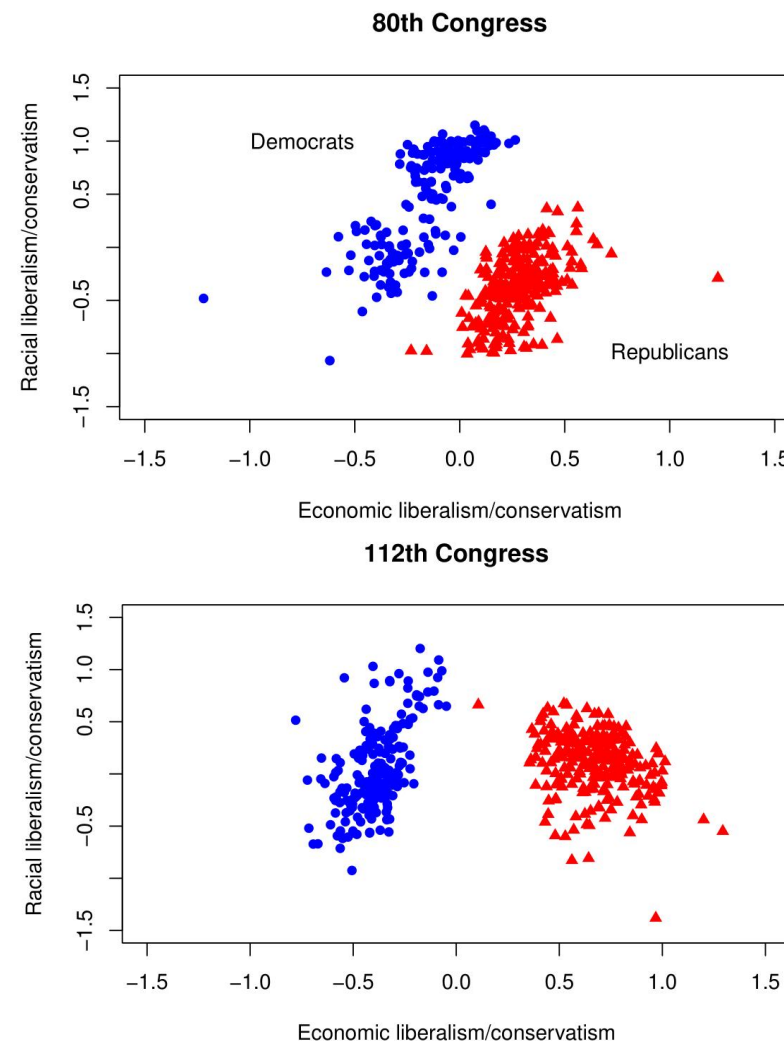 80th Congress
Racial liberalism/conservatism
1.5
1.0
0.5
−0.5
−1.5
Democrats
Republicans
−1.5 −1.0 −0.5 0.0 0.5 1.0 1.5
Economic liberalism/conservatism
112th Congress
Racial liberalism/conservatism
1.5
1.0
0.5
−0.5
−1.5
−1.5 −1.0 −0.5 0.0 0.5 1.0 1.5
Economic liberalism/conservatism